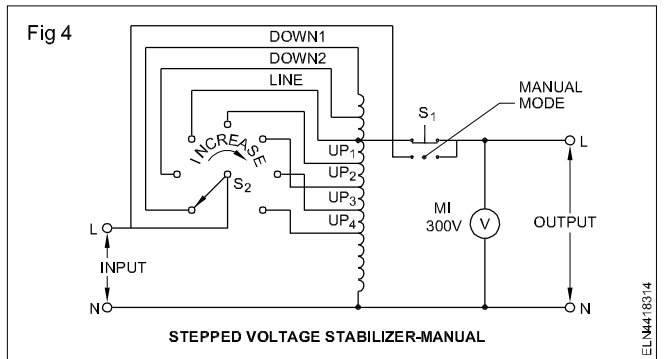 Fig 4
DOWN1
DOWN2
LINE
MANUAL
MODE
S1
INCREASE
UP1
UP2
UP3
UP4
S2
L
L
INPUT
MI
300V
V
OUTPUT
N
N
STEPPED VOLTAGE STABILIZER-MANUAL
ELN4418314